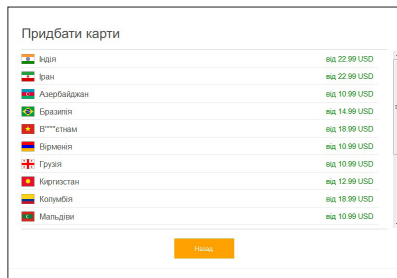 Придбати карти
Індія від 22.99 USD
Іран від 22.99 USD
Азербайджан від 10.99 USD
Бразилія від 14.99 USD
В''''єтнам від 18.99 USD
Вірменія від 10.99 USD
Грузія від 10.99 USD
Киргизстан від 12.99 USD
Колумбія від 18.99 USD
Мальдіви від 10.99 USD
Назад